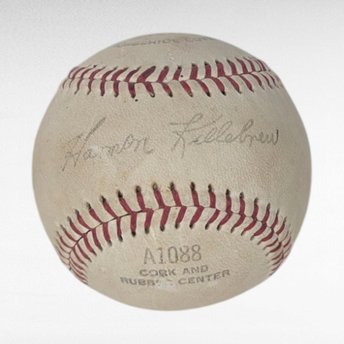 Harmon Killebrew
A1088
CORK AND
RUBBER CENTER